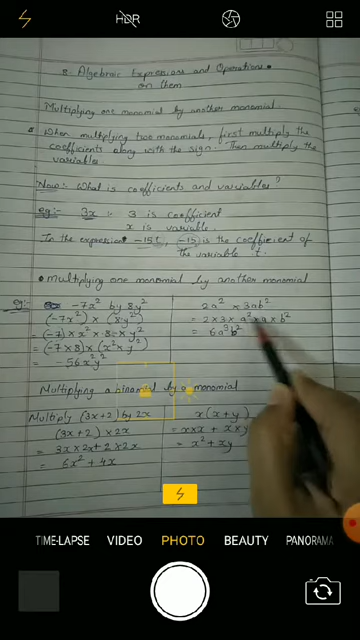 HDR
8. Algebraic Expressions and Operations
on them
Multiplying one monomial by another monomial.
When multiplying two monomials, first multiply the
coefficients along with the sign. Then multiply the
variables
Now:- What is coefficients and variables?
eg:- 3x :- 3 is coefficient
x is variable.
In the expression -15t, (-15) is the coefficient of
the variable 't'.
Multiplying one monomial by another monomial
eg:- -7x² by 8y²
(-7x²) × (8y²)
= (-7) × x² × 8 × y²
= (-7×8) × (x² × y²)
= -56x²y²
2a² × 3ab²
= 2×3× a²×a × b²
= 6a³b²
Multiplying a binomial by a monomial
Multiply (3x+2) by 2x
(3x+2) × 2x
= 3x × 2x + 2 × 2x
= 6x² + 4x
x(x+y)
= x×x + x×y
= x² + xy
TIME-LAPSE VIDEO PHOTO BEAUTY PANORAMA